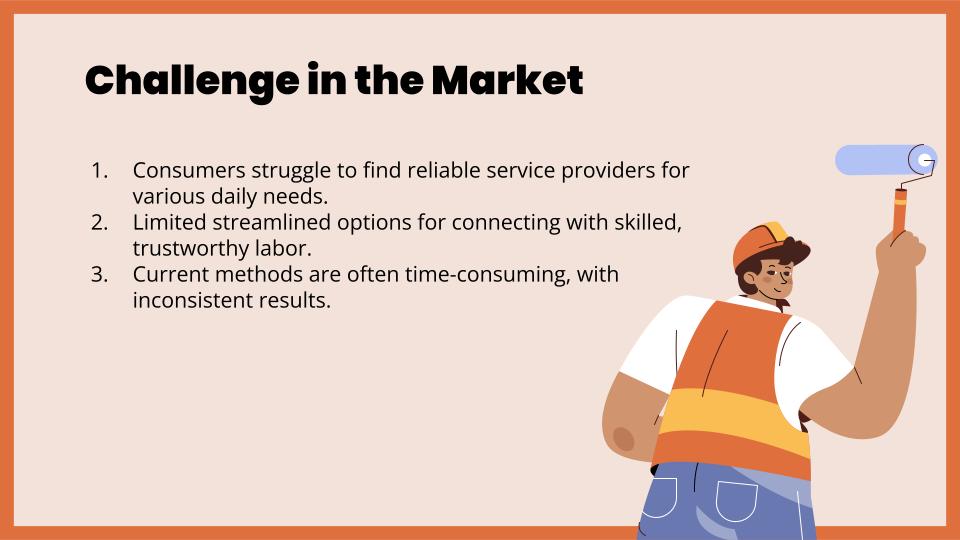 Challenge in the Market
1. Consumers struggle to find reliable service providers for
various daily needs.
2. Limited streamlined options for connecting with skilled,
trustworthy labor.
3. Current methods are often time-consuming, with
inconsistent results.